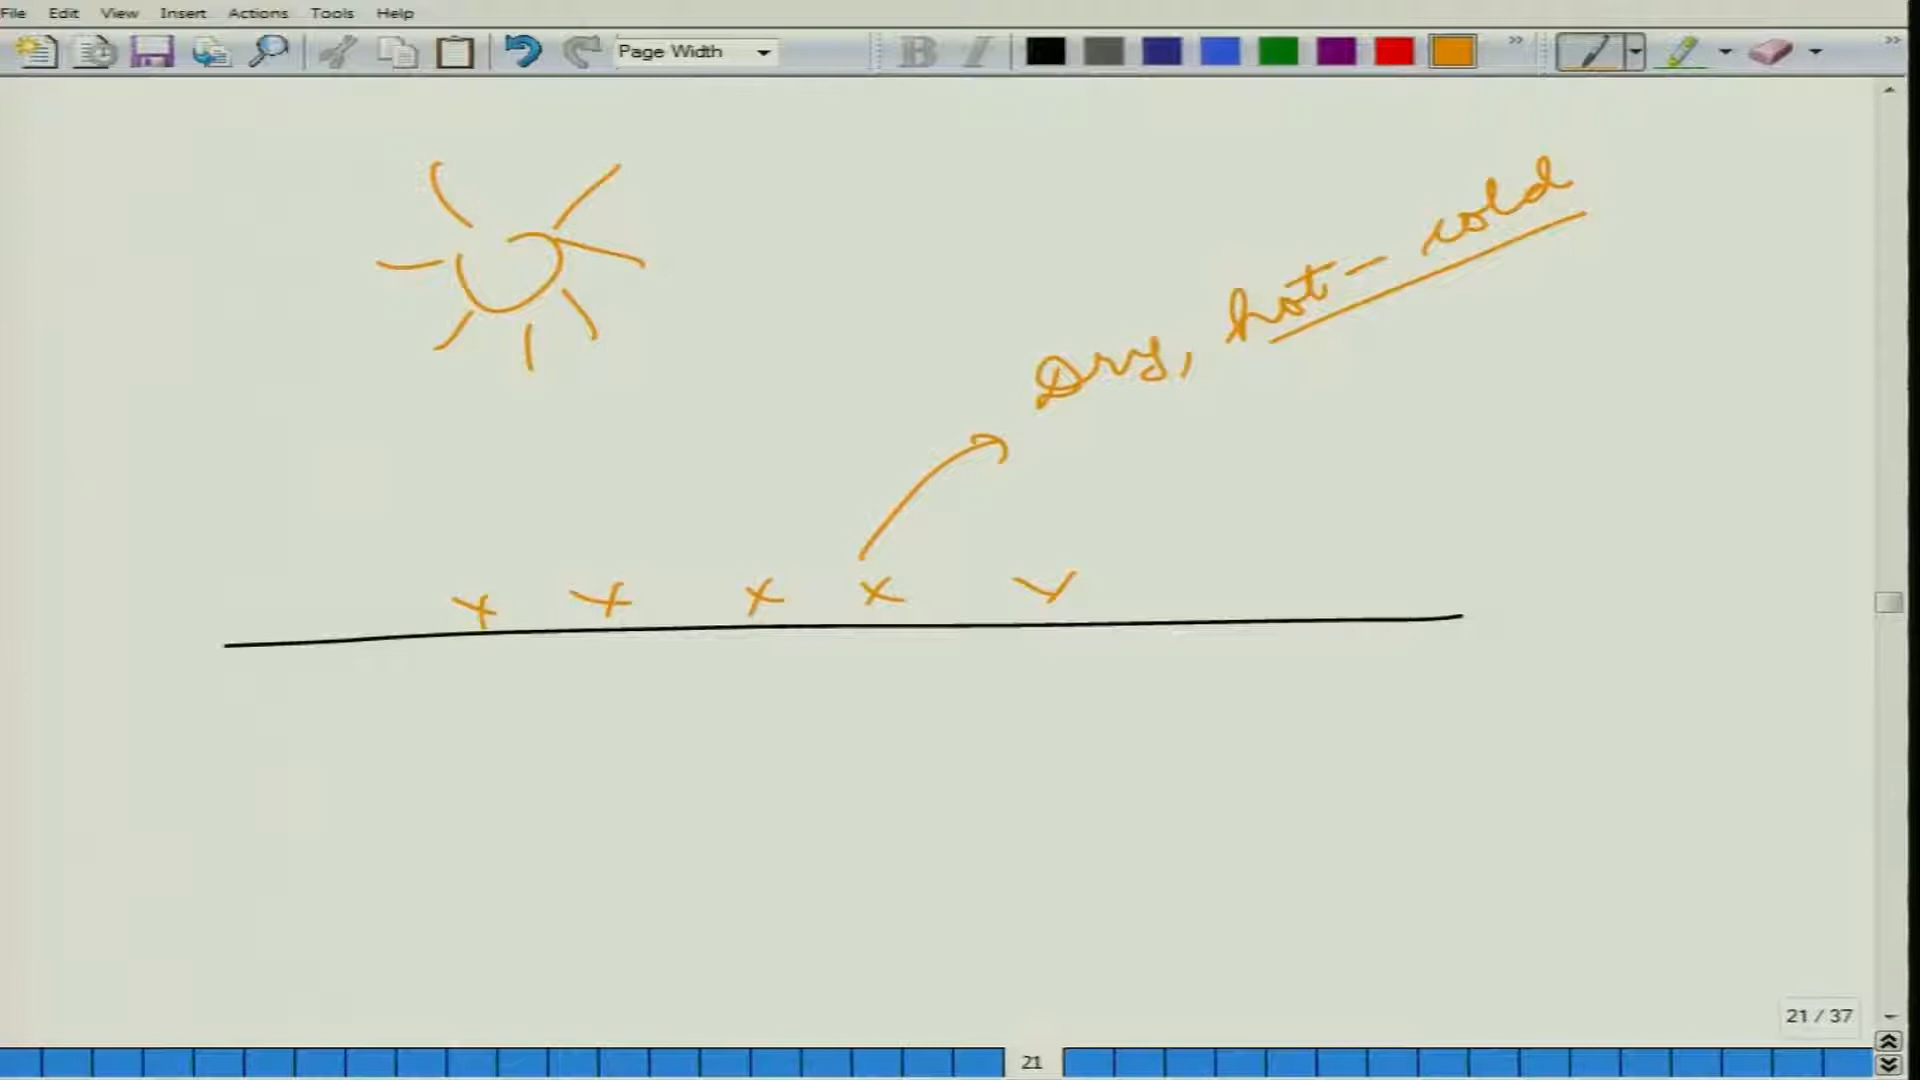 File Edit View Insert Actions Tools Help
Page Width
B I
Dry, hot - cold
21 / 37
21